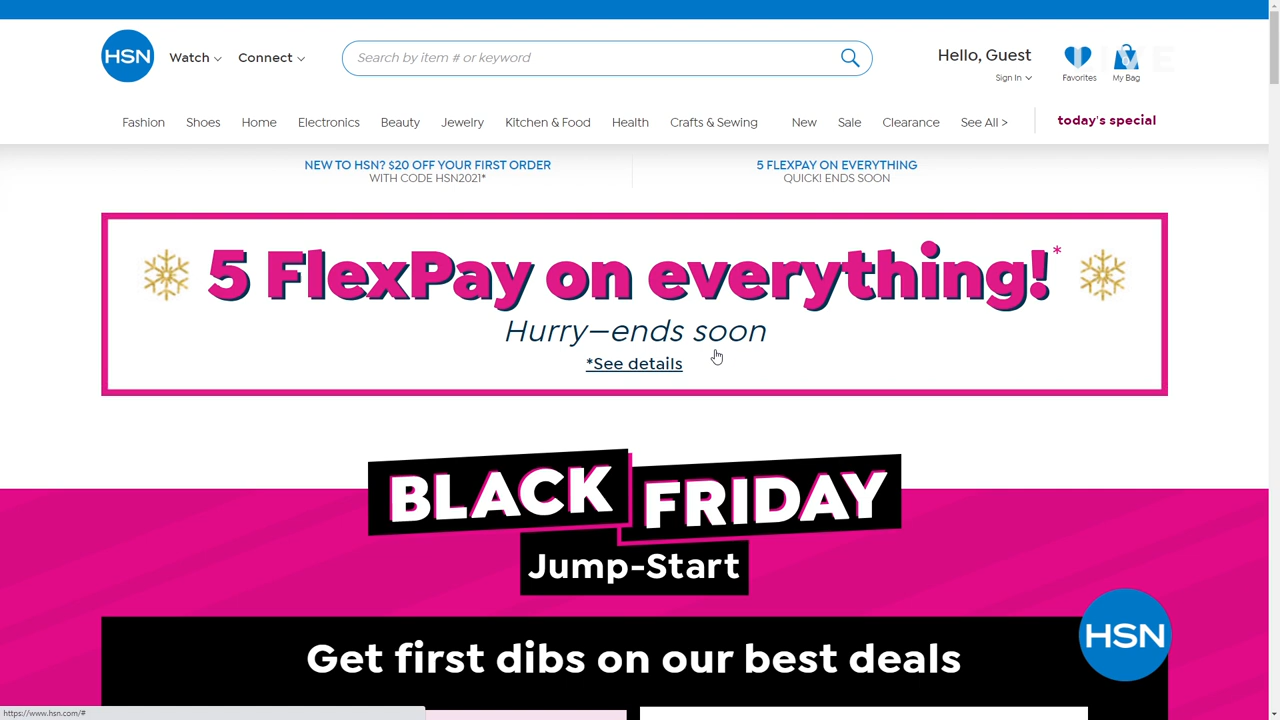 HSN
Watch
Connect
Search by item # or keyword
Hello, Guest
Sign In
Favorites
0
My Bag
LIVE
Fashion
Shoes
Home
Electronics
Beauty
Jewelry
Kitchen & Food
Health
Crafts & Sewing
New
Sale
Clearance
See All >
today's special
NEW TO HSN? $20 OFF YOUR FIRST ORDER
WITH CODE HSN2021*
5 FLEXPAY ON EVERYTHING
QUICK! ENDS SOON
5 FlexPay on everything!*
Hurry—ends soon
*See details
BLACK FRIDAY
Jump-Start
Get first dibs on our best deals
HSN
https://www.hsn.com/#